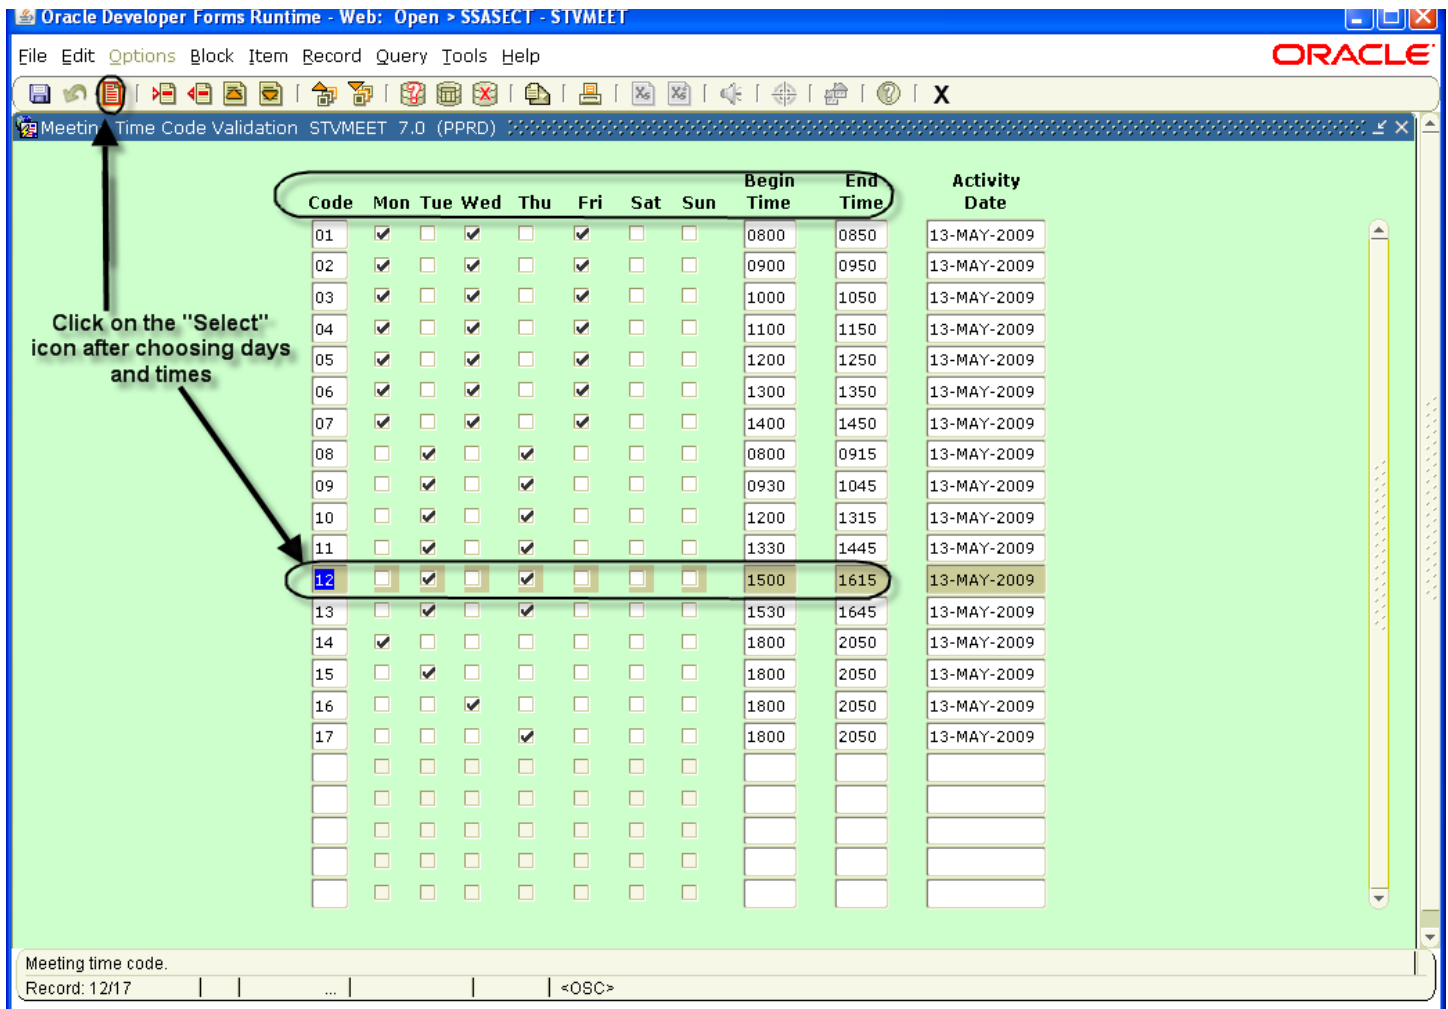 Oracle Developer Forms Runtime - Web: Open > SSASECT - STVMEET
File Edit Options Block Item Record Query Tools Help
ORACLE
X
Meeting Time Code Validation STVMEET 7.0 (PPRD)
Begin End Activity
Code Mon Tue Wed Thu Fri Sat Sun Time Time Date
01 0800 0850 13-MAY-2009
02 0900 0950 13-MAY-2009
03 1000 1050 13-MAY-2009
Click on the "Select"
icon after choosing days
and times
04 1100 1150 13-MAY-2009
05 1200 1250 13-MAY-2009
06 1300 1350 13-MAY-2009
07 1400 1450 13-MAY-2009
08 0800 0915 13-MAY-2009
09 0930 1045 13-MAY-2009
10 1200 1315 13-MAY-2009
11 1330 1445 13-MAY-2009
12 1500 1615 13-MAY-2009
13 1530 1645 13-MAY-2009
14 1800 2050 13-MAY-2009
15 1800 2050 13-MAY-2009
16 1800 2050 13-MAY-2009
17 1800 2050 13-MAY-2009
Meeting time code.
Record: 12/17 ... <OSC>